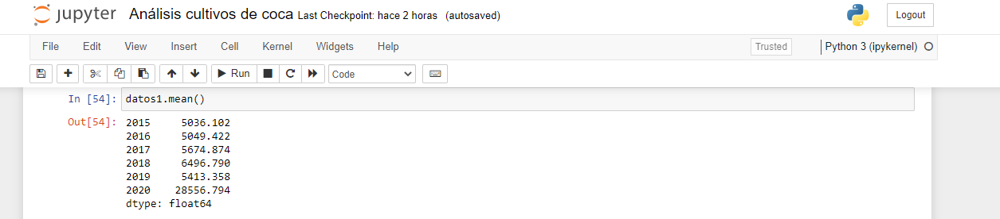 jupyter Análisis cultivos de coca Last Checkpoint: hace 2 horas (autosaved) Logout
File Edit View Insert Cell Kernel Widgets Help Trusted Python 3 (ipykernel)
Run Code
In [54]: datos1.mean()
Out[54]: 2015 5036.102
2016 5049.422
2017 5674.874
2018 6496.790
2019 5413.358
2020 28556.794
dtype: float64